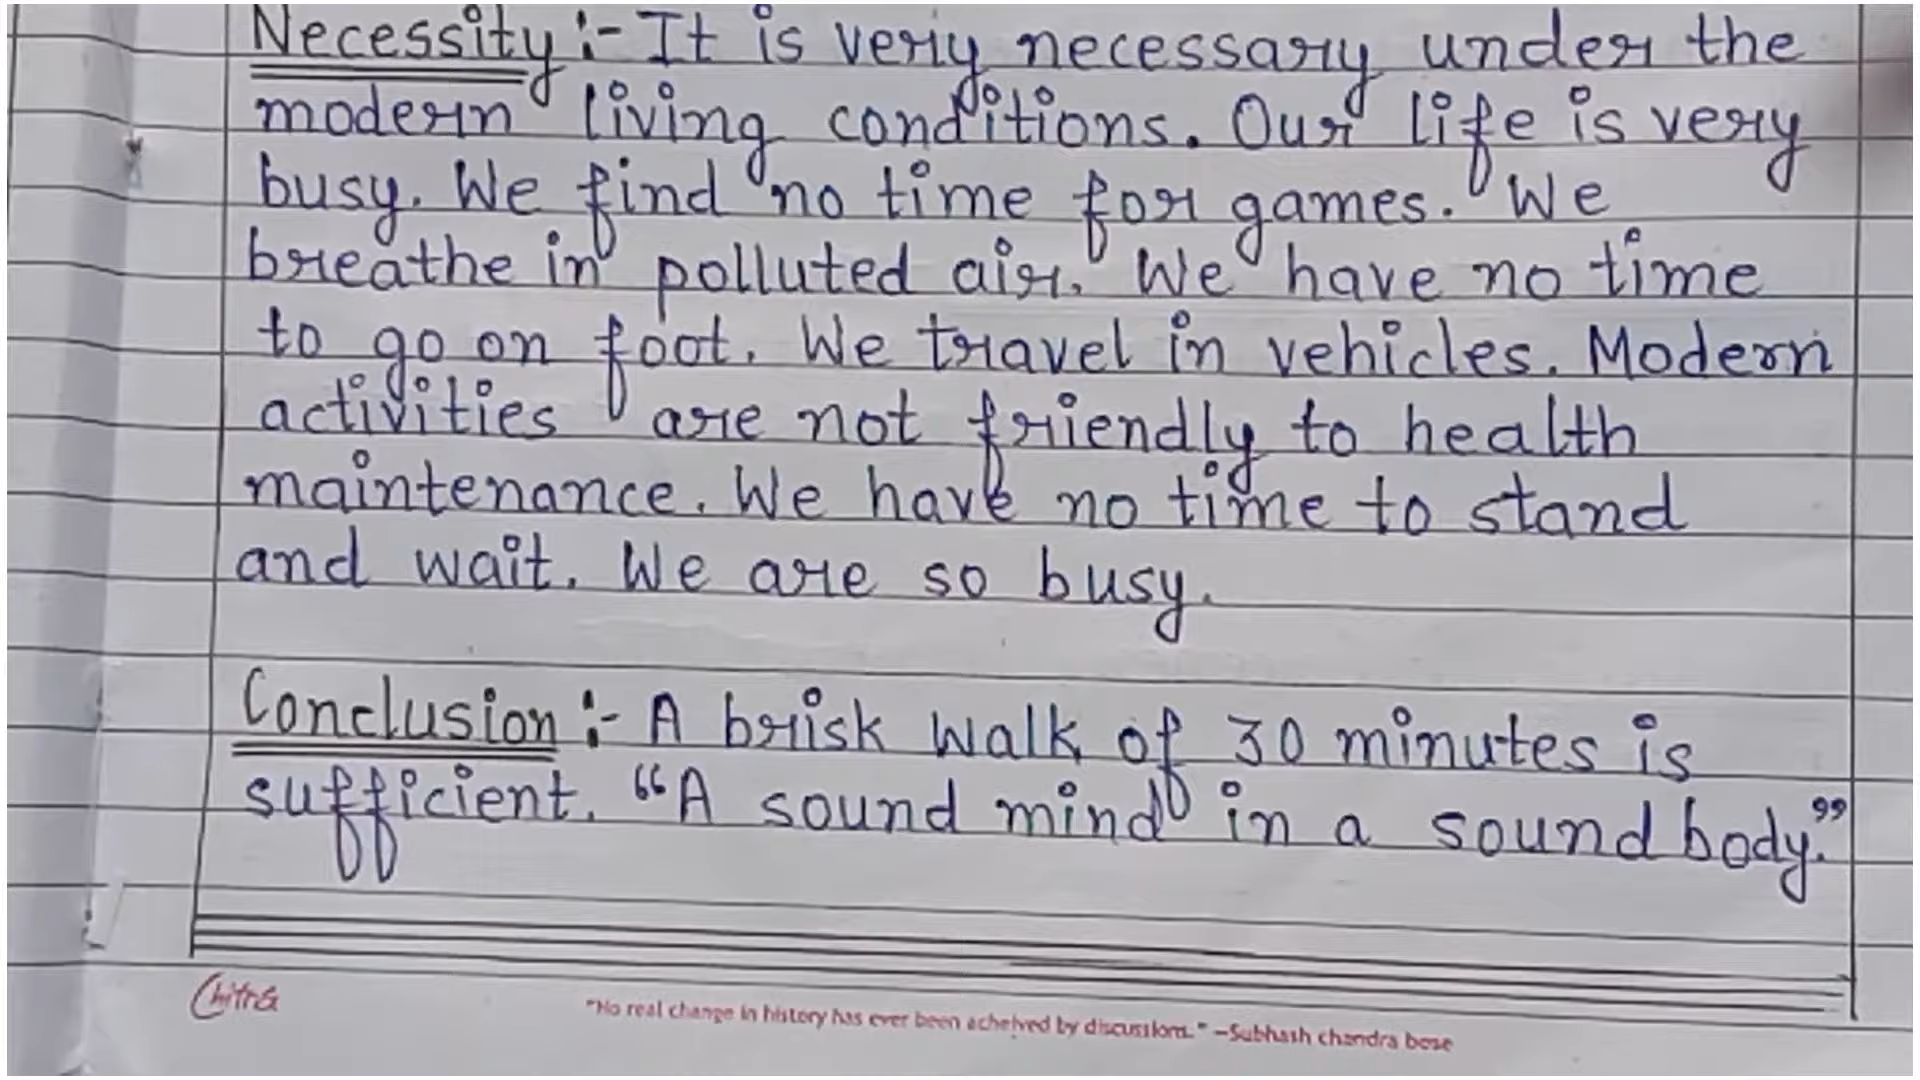 Necessity :- It is very necessary under the
modern living conditions. Our life is very
busy. We find no time for games. We
breathe in polluted air. We have no time
to go on foot. We travel in vehicles. Modern
activities are not friendly to health
maintenance. We have no time to stand
and wait. We are so busy.
Conclusion :- A brisk walk of 30 minutes is
sufficient. "A sound mind in a sound body."
Chitra
"No real change in history has ever been acheived by discussions." –Subhash chandra bose